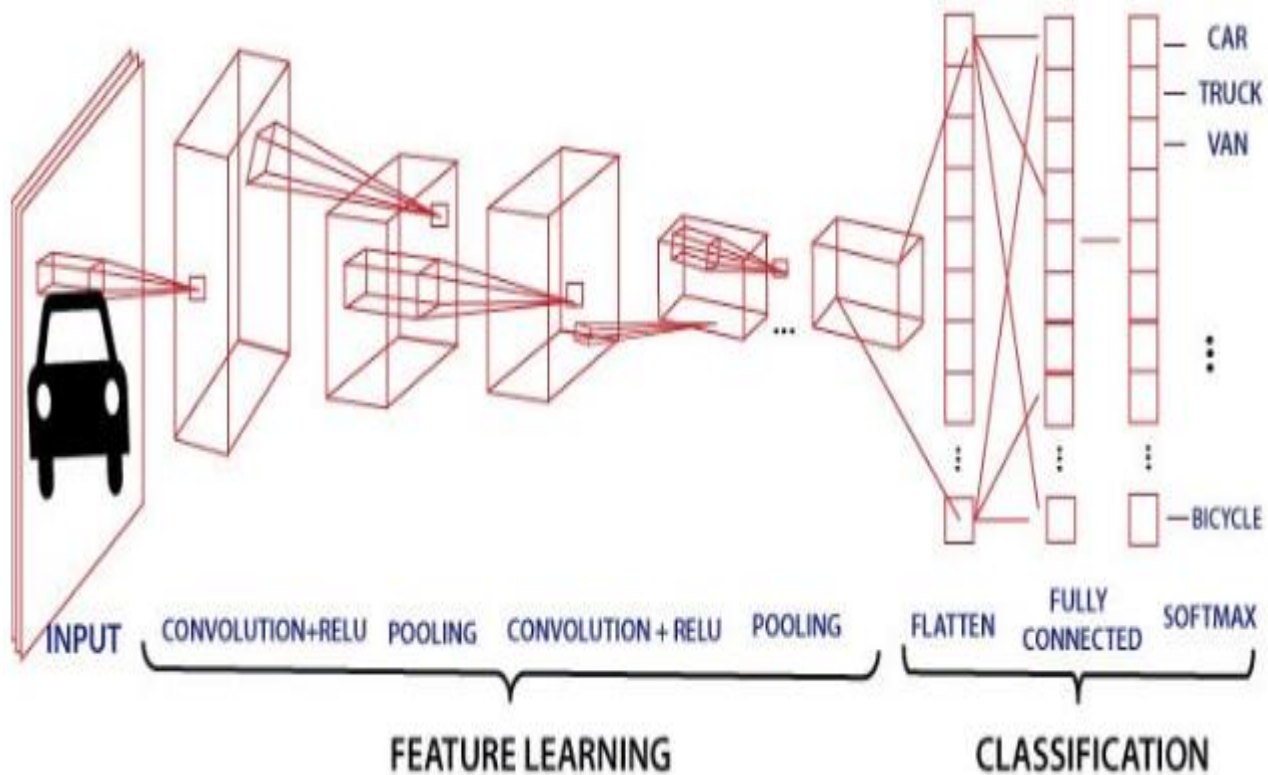 CAR
TRUCK
VAN
...
...
...
...
...
BICYCLE
INPUT
CONVOLUTION+RELU
POOLING
CONVOLUTION + RELU
POOLING
FLATTEN
FULLY
CONNECTED
SOFTMAX
FEATURE LEARNING
CLASSIFICATION